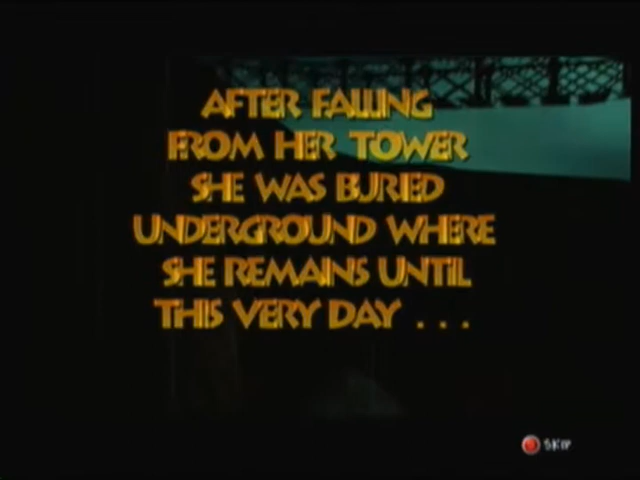 AFTER FALLING
FROM HER TOWER
SHE WAS BURIED
UNDERGROUND WHERE
SHE REMAINS UNTIL
THIS VERY DAY . . .
SKIP